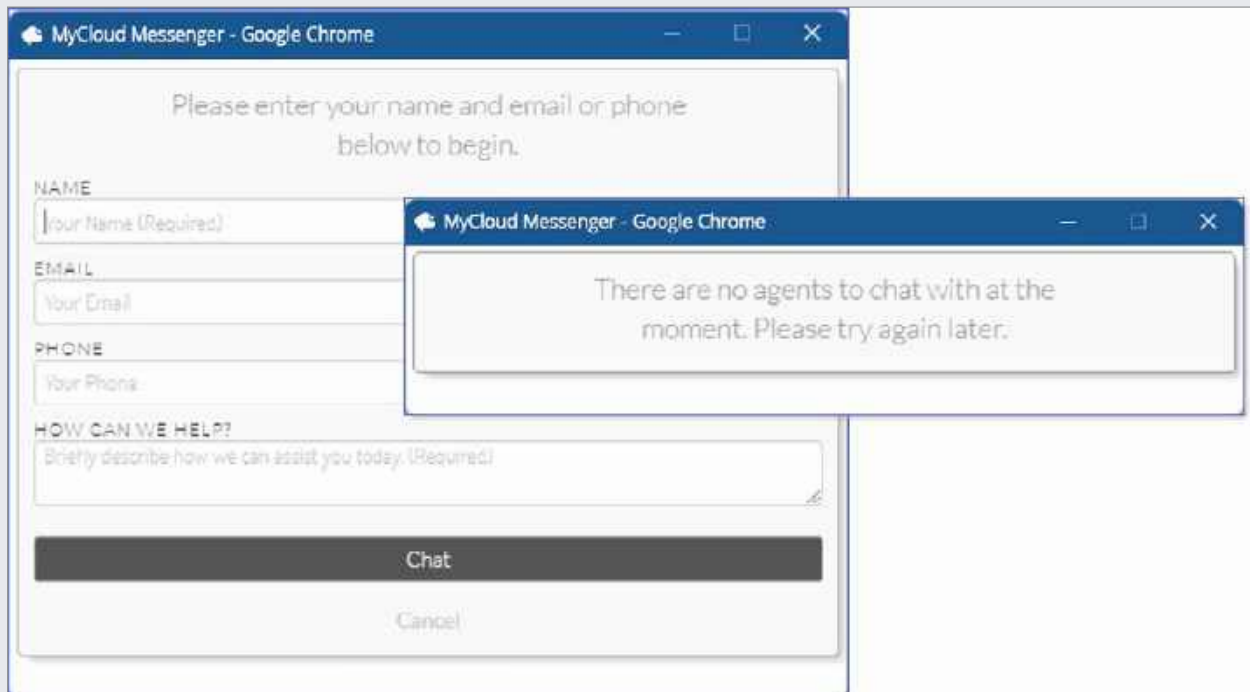 MyCloud Messenger - Google Chrome
Please enter your name and email or phone
below to begin.
NAME
Your Name (Required)
EMAIL
Your Email
PHONE
Your Phone
HOW CAN WE HELP?
Briefly describe how we can assist you today. (Required)
Chat
Cancel
MyCloud Messenger - Google Chrome
There are no agents to chat with at the
moment. Please try again later.